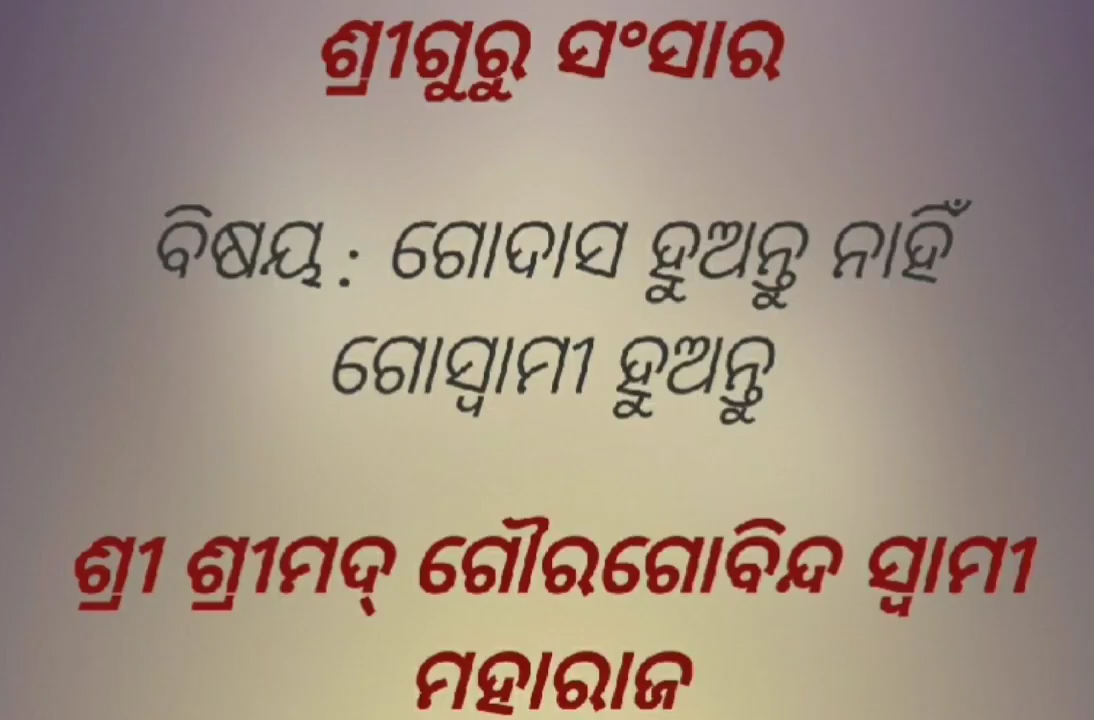 ଶ୍ରୀଗୁରୁ ସଂସାର
ବିଷୟ : ଗୋଦାସ ହୁଅନ୍ତୁ ନାହିଁ
ଗୋସ୍ୱାମୀ ହୁଅନ୍ତୁ
ଶ୍ରୀ ଶ୍ରୀମଦ୍ ଗୌରଗୋବିନ୍ଦ ସ୍ୱାମୀ
ମହାରାଜ